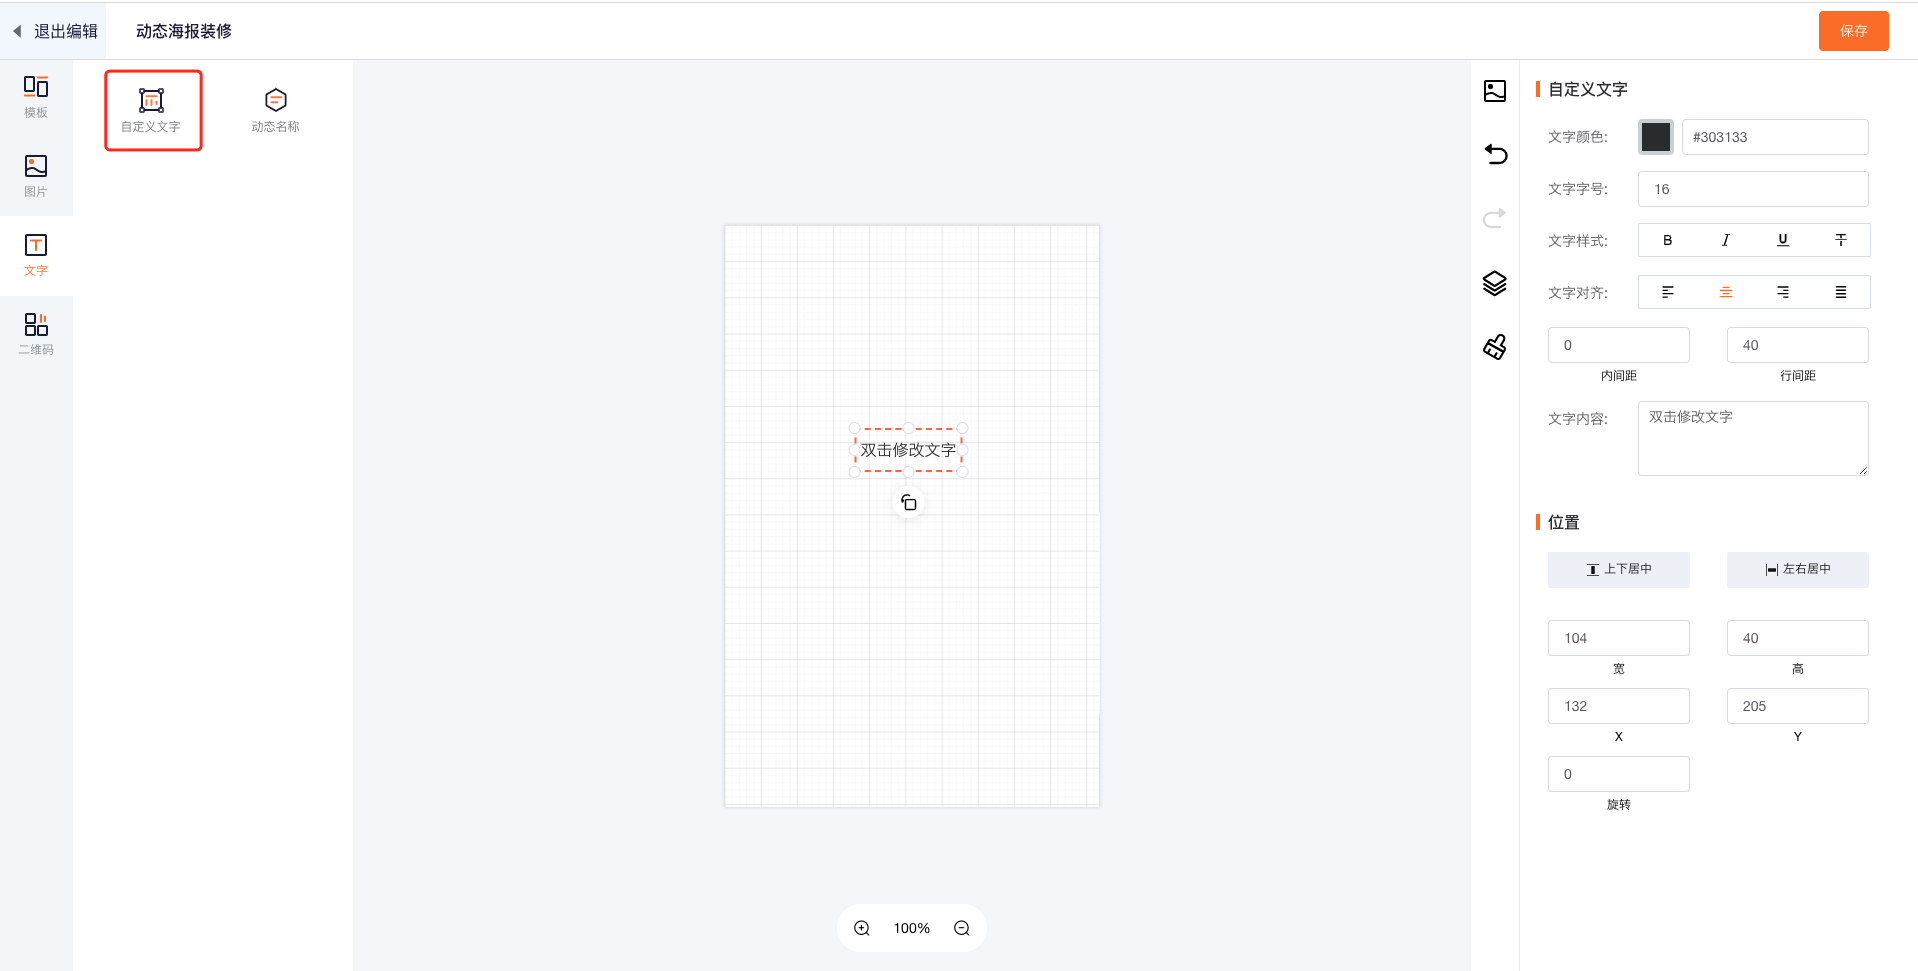 退出编辑
动态海报装修
保存
模板
图片
文字
二维码
自定义文字
动态名称
双击修改文字
100%
自定义文字
文字颜色:
#303133
文字字号:
16
文字样式:
B I U T
文字对齐:
0
40
内间距
行间距
文字内容:
双击修改文字
位置
上下居中
左右居中
104
40
宽
高
132
205
X
Y
0
旋转